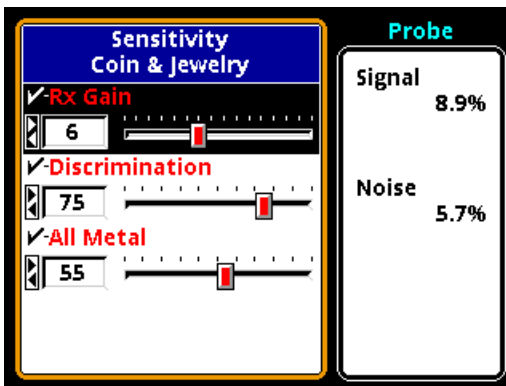 Sensitivity
Coin & Jewelry
Rx Gain
6
Discrimination
75
All Metal
55
Probe
Signal
8.9%
Noise
5.7%